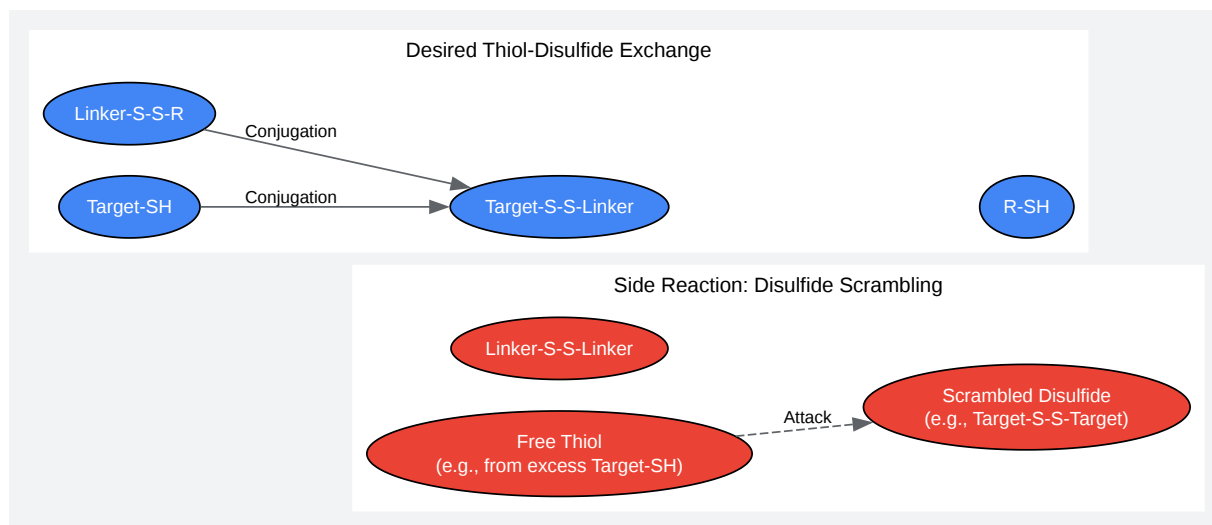 Desired Thiol-Disulfide Exchange
Linker-S-S-R
Conjugation
Target-SH
Conjugation
Target-S-S-Linker
R-SH
Side Reaction: Disulfide Scrambling
Linker-S-S-Linker
Free Thiol
(e.g., from excess Target-SH)
Attack
Scrambled Disulfide
(e.g., Target-S-S-Target)